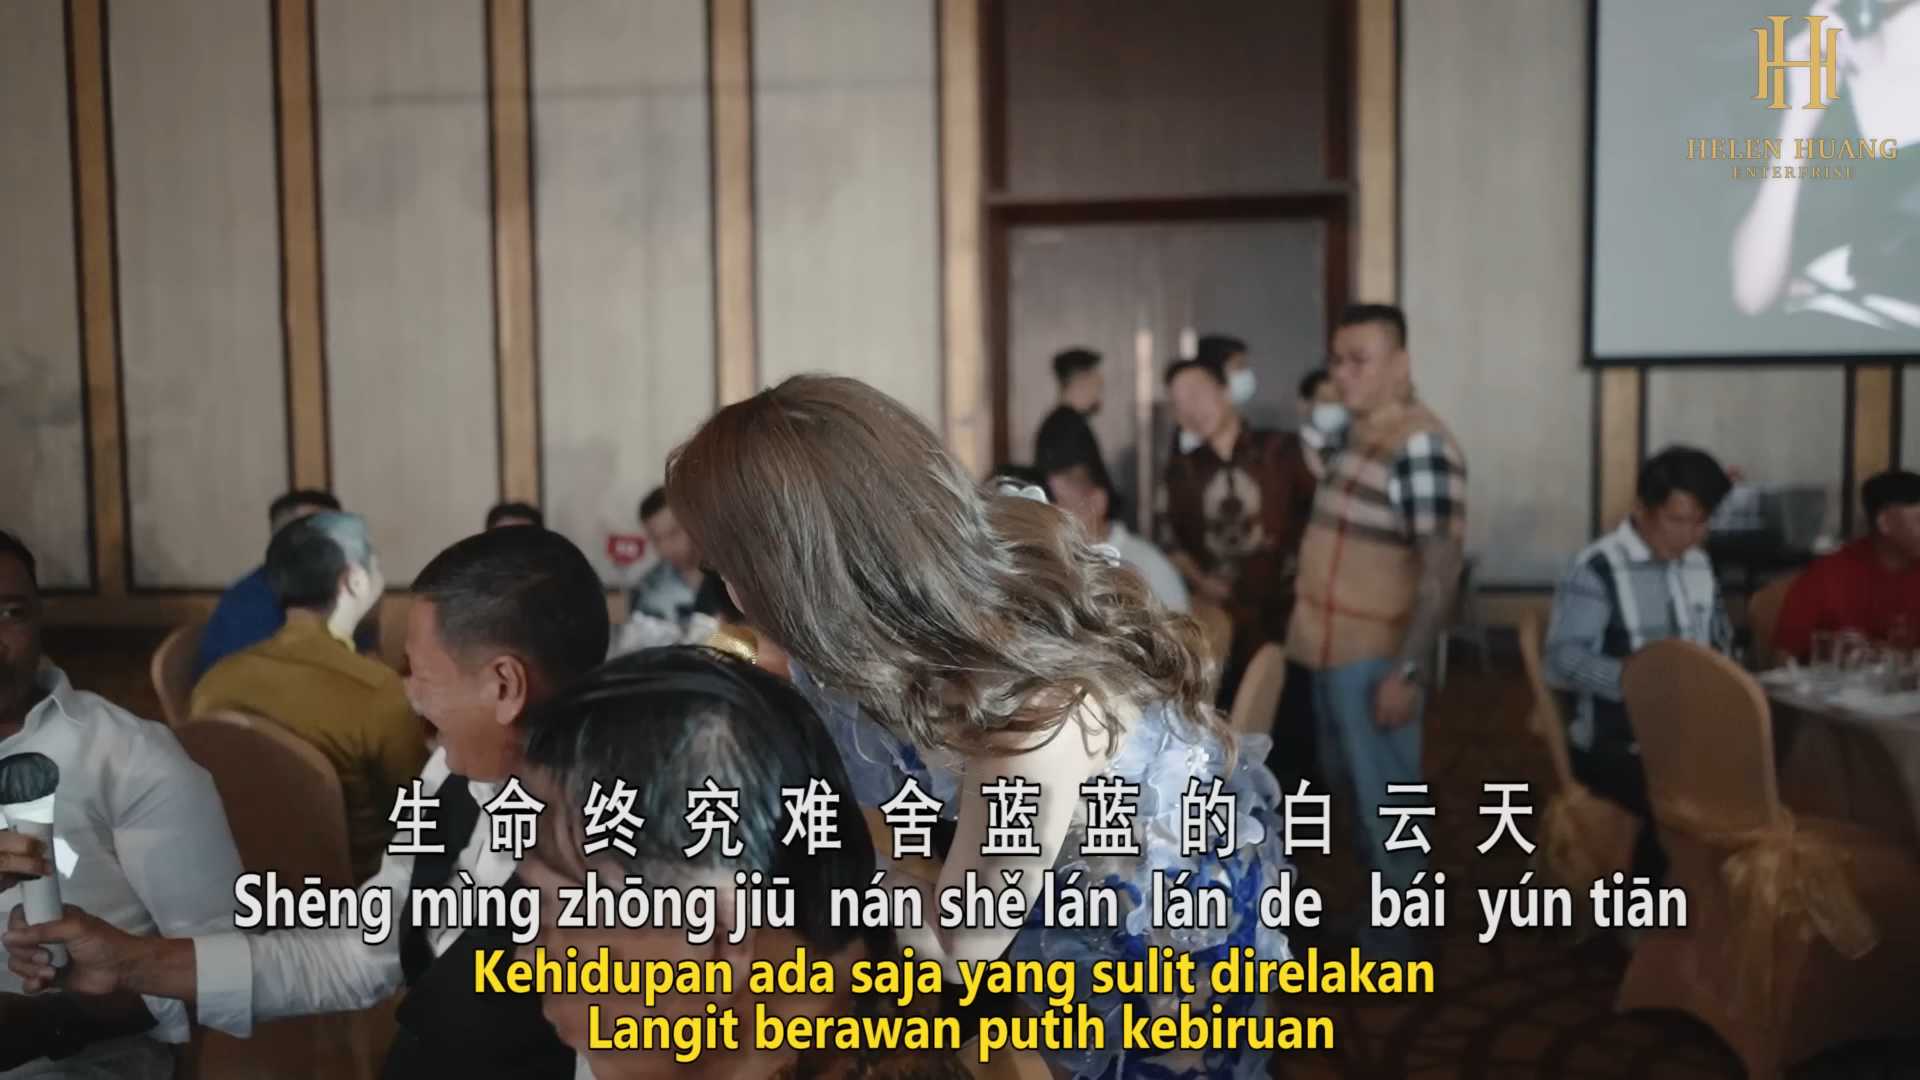 HELEN HUANG
ENTERPRISE
生命终究难舍蓝蓝的白云天
Shēng mìng zhōng jiū nán shě lán lán de bái yún tiān
Kehidupan ada saja yang sulit direlakan
Langit berawan putih kebiruan